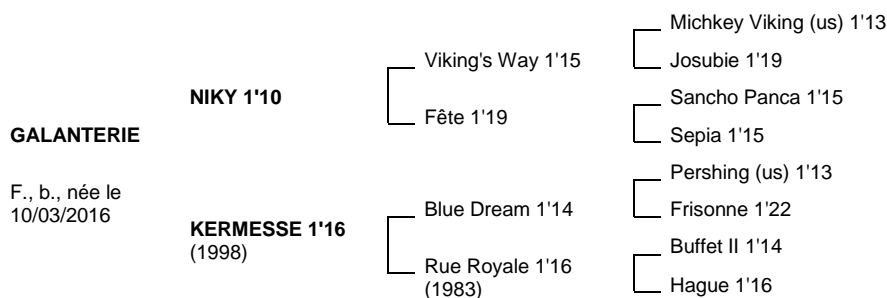 GALANTERIE
F., b., née le
10/03/2016
NIKY 1'10
KERMESSE 1'16
(1998)
Viking's Way 1'15
Fête 1'19
Blue Dream 1'14
Rue Royale 1'16
(1983)
Michkey Viking (us) 1'13
Josubie 1'19
Sancho Panca 1'15
Sepia 1'15
Pershing (us) 1'13
Frisonne 1'22
Buffet II 1'14
Hague 1'16